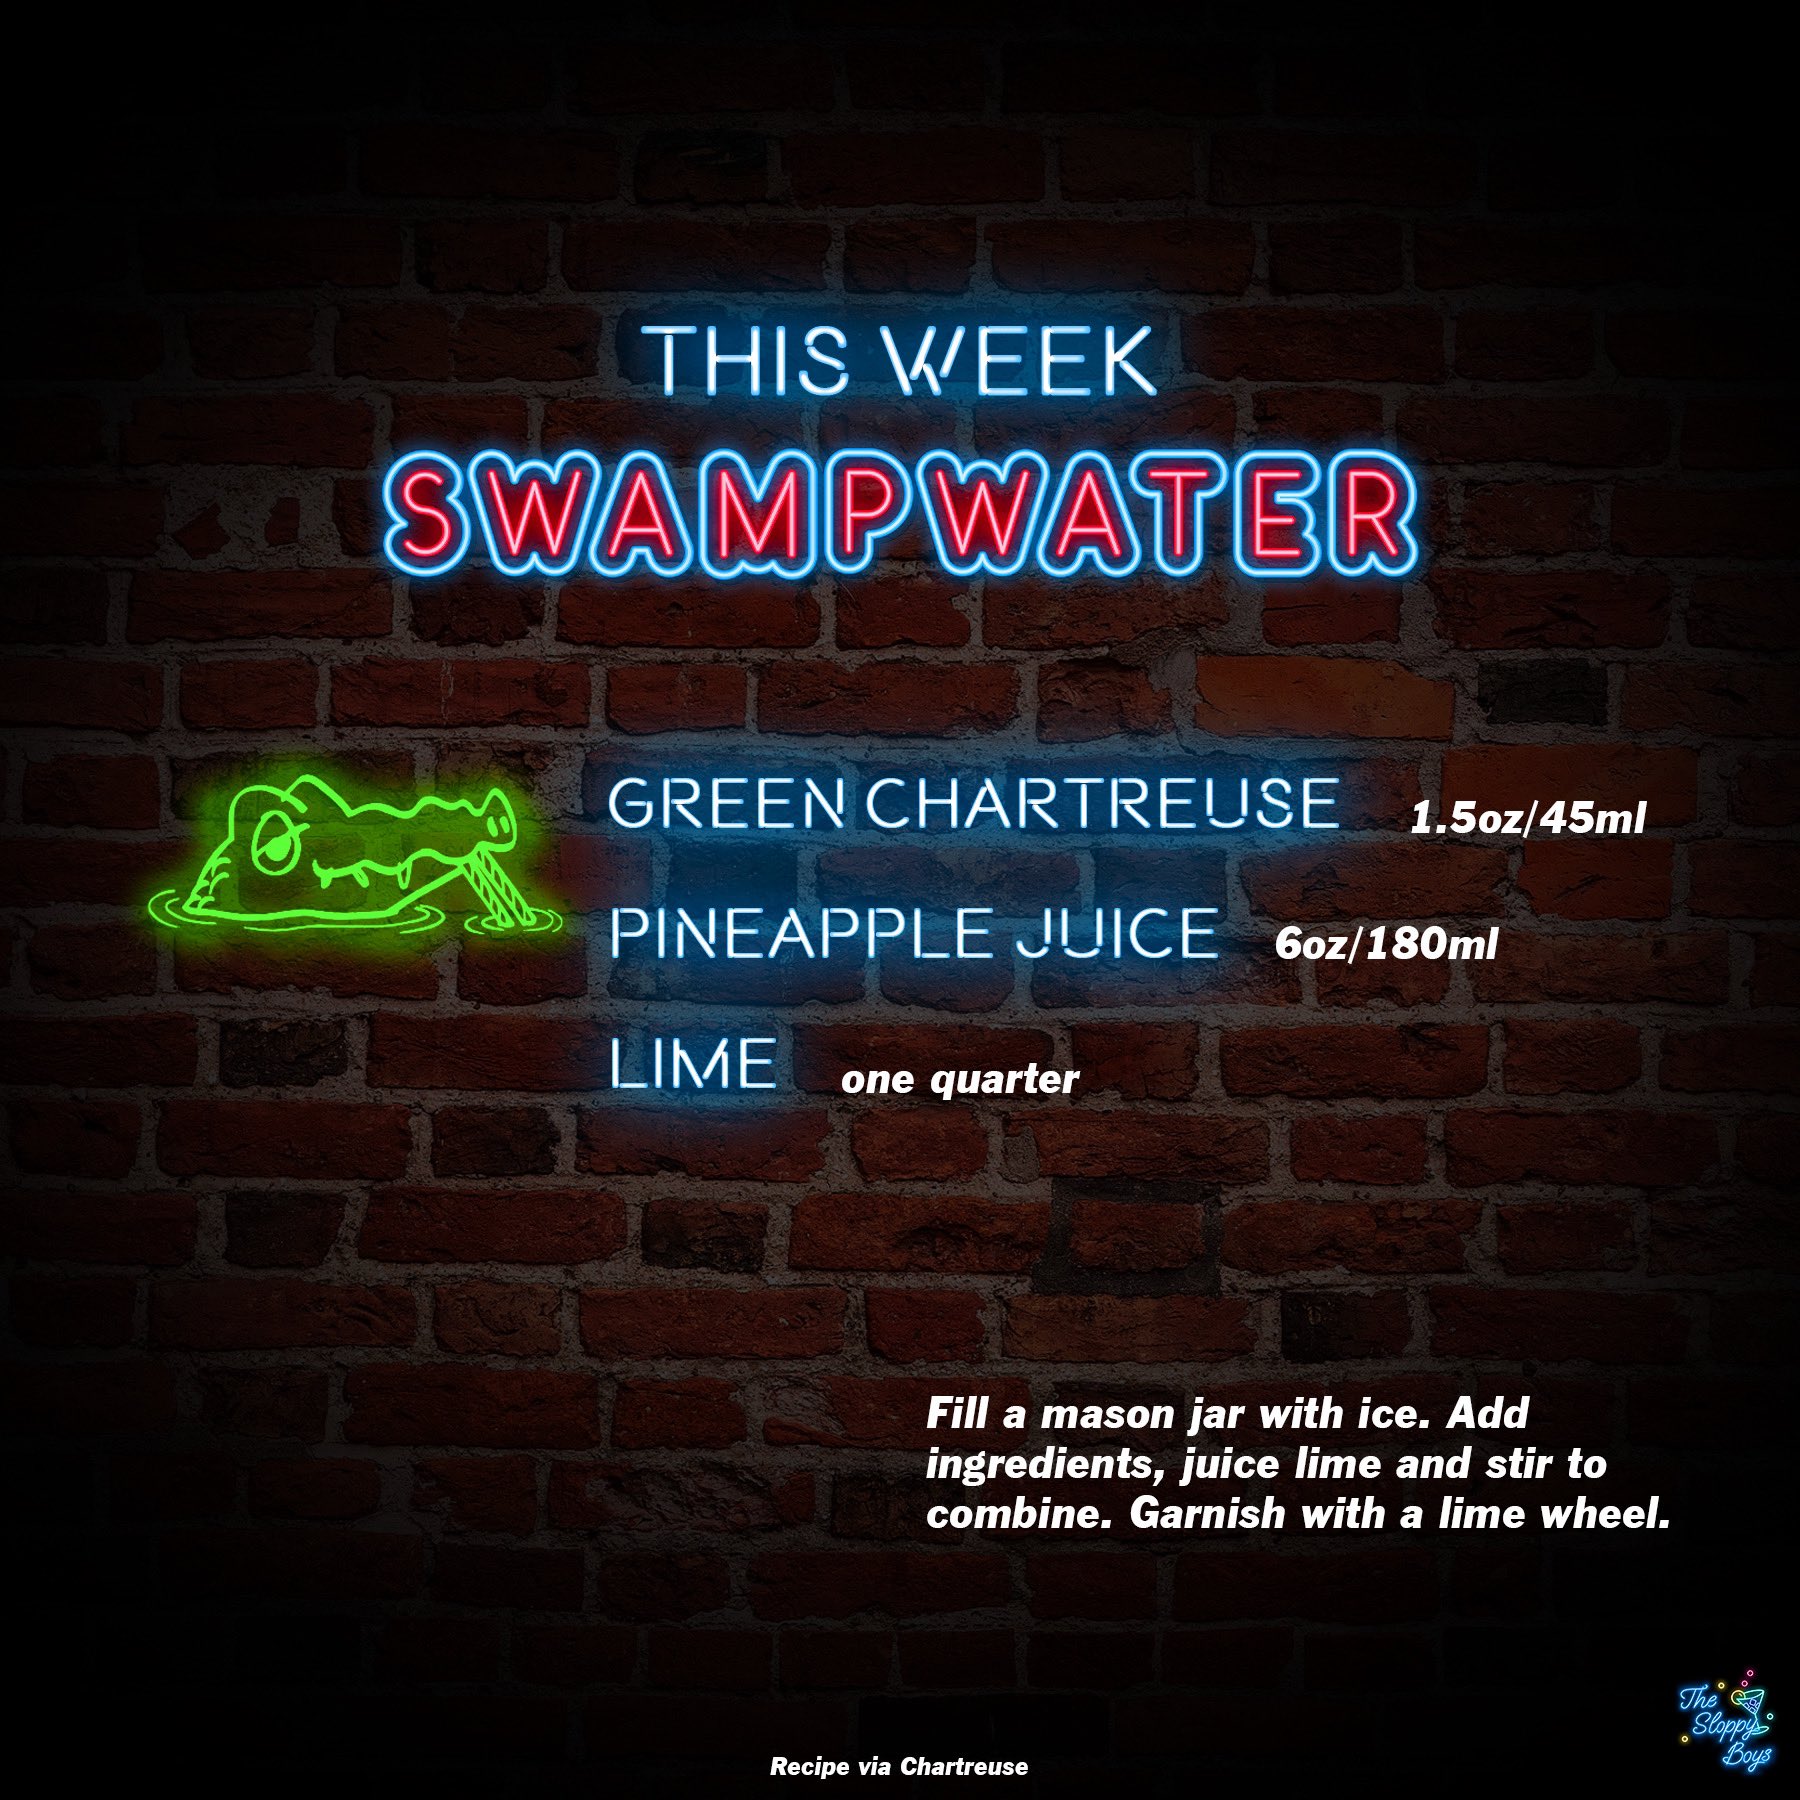 THIS WEEK
SWAMPWATER
GREEN CHARTREUSE 1.5oz/45ml
PINEAPPLE JUICE 6oz/180ml
LIME one quarter
Fill a mason jar with ice. Add
ingredients, juice lime and stir to
combine. Garnish with a lime wheel.
The
Sloppy
Boys
Recipe via Chartreuse